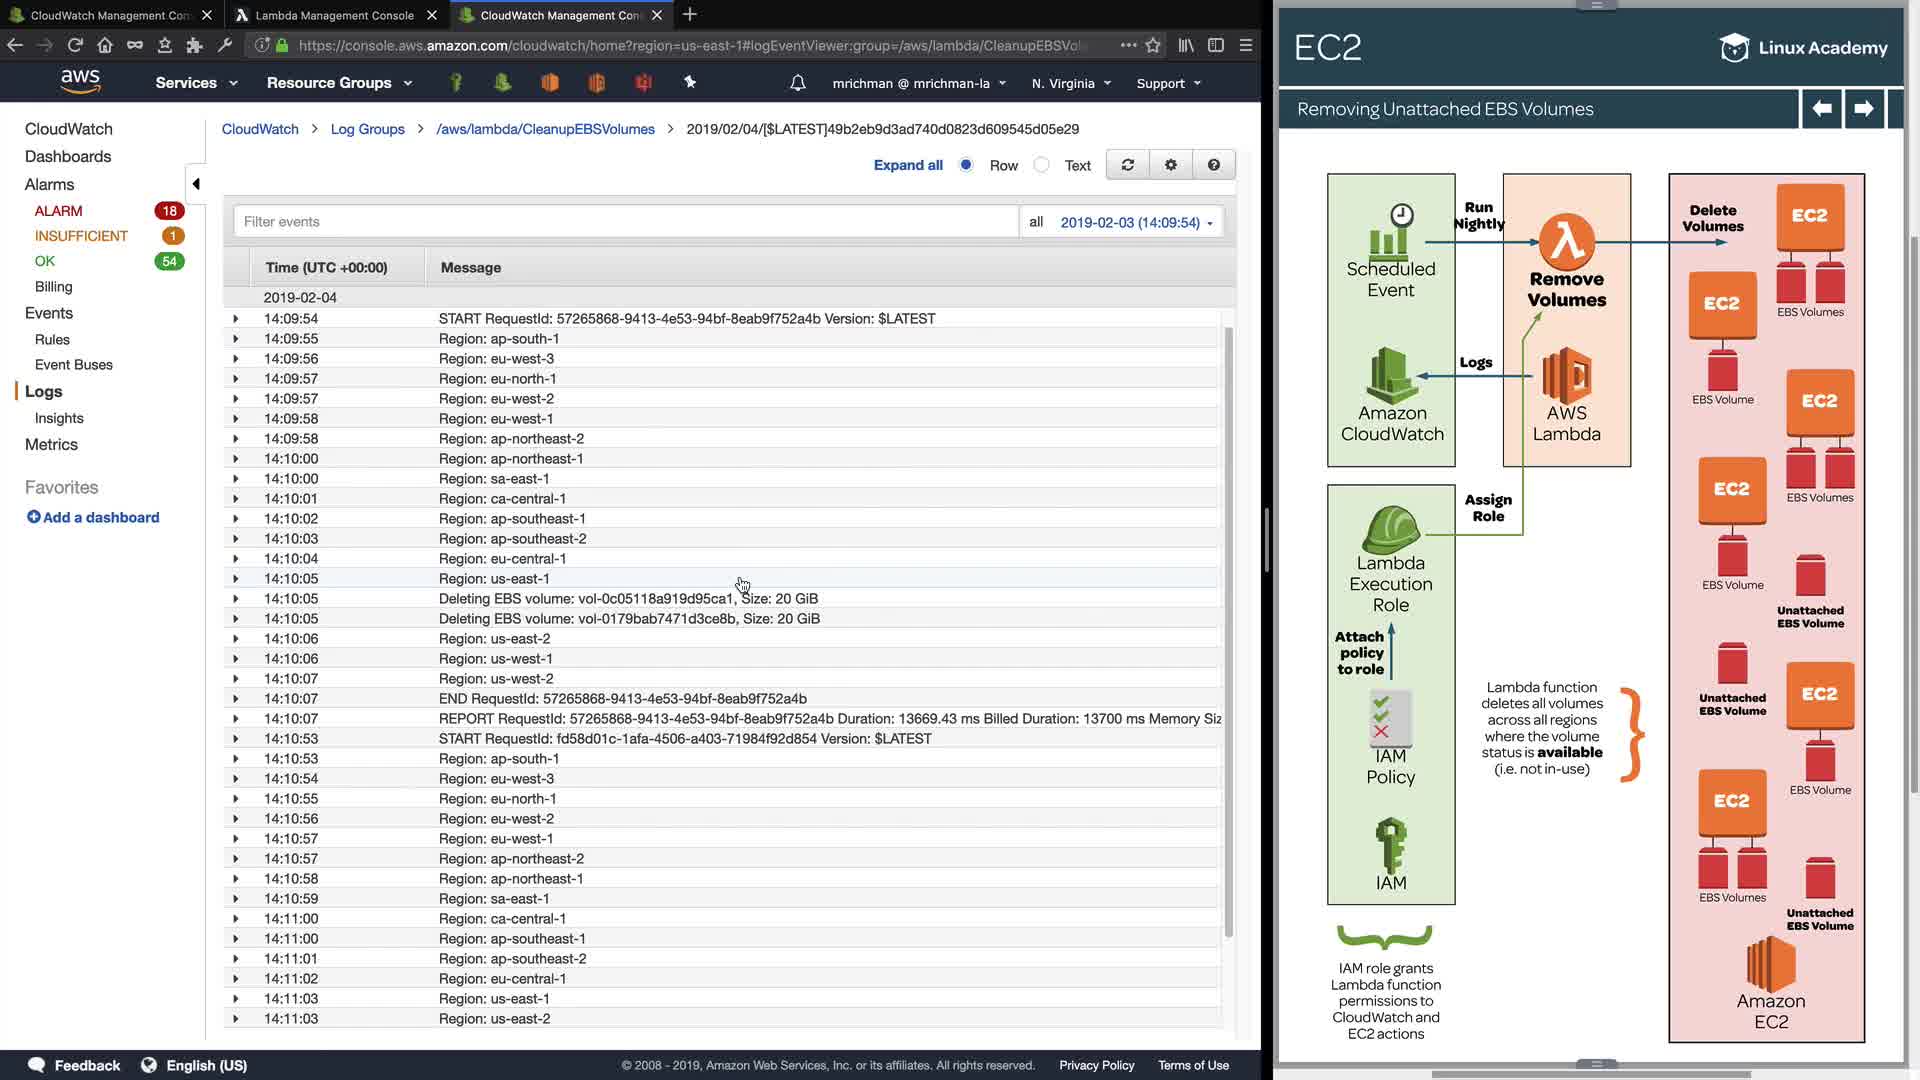 CloudWatch Management Con
Lambda Management Console
CloudWatch Management Con
https://console.aws.amazon.com/cloudwatch/home?region=us-east-1#logEventViewer:group=/aws/lambda/CleanupEBSVol
aws
Services
Resource Groups
mrichman @ mrichman-la
N. Virginia
Support
CloudWatch
Dashboards
Alarms
ALARM 18
INSUFFICIENT 1
OK 54
Billing
Events
Rules
Event Buses
Logs
Insights
Metrics
Favorites
Add a dashboard
CloudWatch > Log Groups > /aws/lambda/CleanupEBSVolumes > 2019/02/04/[$LATEST]49b2eb9d3ad740d0823d609545d05e29
Expand all Row Text
Filter events
all 2019-02-03 (14:09:54)
Time (UTC +00:00) Message
2019-02-04
14:09:54 START RequestId: 57265868-9413-4e53-94bf-8eab9f752a4b Version: $LATEST
14:09:55 Region: ap-south-1
14:09:56 Region: eu-west-3
14:09:57 Region: eu-north-1
14:09:57 Region: eu-west-2
14:09:58 Region: eu-west-1
14:09:58 Region: ap-northeast-2
14:10:00 Region: ap-northeast-1
14:10:00 Region: sa-east-1
14:10:01 Region: ca-central-1
14:10:02 Region: ap-southeast-1
14:10:03 Region: ap-southeast-2
14:10:04 Region: eu-central-1
14:10:05 Region: us-east-1
14:10:05 Deleting EBS volume: vol-0c05118a919d95ca1, Size: 20 GiB
14:10:05 Deleting EBS volume: vol-0179bab7471d3ce8b, Size: 20 GiB
14:10:06 Region: us-east-2
14:10:06 Region: us-west-1
14:10:07 Region: us-west-2
14:10:07 END RequestId: 57265868-9413-4e53-94bf-8eab9f752a4b
14:10:07 REPORT RequestId: 57265868-9413-4e53-94bf-8eab9f752a4b Duration: 13669.43 ms Billed Duration: 13700 ms Memory Siz
14:10:53 START RequestId: fd58d01c-1afa-4506-a403-71984f92d854 Version: $LATEST
14:10:53 Region: ap-south-1
14:10:54 Region: eu-west-3
14:10:55 Region: eu-north-1
14:10:56 Region: eu-west-2
14:10:57 Region: eu-west-1
14:10:57 Region: ap-northeast-2
14:10:58 Region: ap-northeast-1
14:10:59 Region: sa-east-1
14:11:00 Region: ca-central-1
14:11:00 Region: ap-southeast-1
14:11:01 Region: ap-southeast-2
14:11:02 Region: eu-central-1
14:11:03 Region: us-east-1
14:11:03 Region: us-east-2
Feedback
English (US)
© 2008 - 2019, Amazon Web Services, Inc. or its affiliates. All rights reserved.
Privacy Policy
Terms of Use
EC2
Linux Academy
Removing Unattached EBS Volumes
Scheduled
Event
Run
Nightly
Remove
Volumes
Delete
Volumes
Logs
Amazon
CloudWatch
AWS
Lambda
Assign
Role
Lambda
Execution
Role
Attach
policy
to role
IAM
Policy
IAM
IAM role grants
Lambda function
permissions to
CloudWatch and
EC2 actions
Lambda function
deletes all volumes
across all regions
where the volume
status is available
(i.e. not in-use)
EC2
EBS Volumes
EC2
EBS Volume
EC2
EBS Volumes
EC2
EBS Volume
Unattached
EBS Volume
Unattached
EBS Volume
EC2
EBS Volume
EC2
EBS Volumes
Unattached
EBS Volume
Amazon
EC2